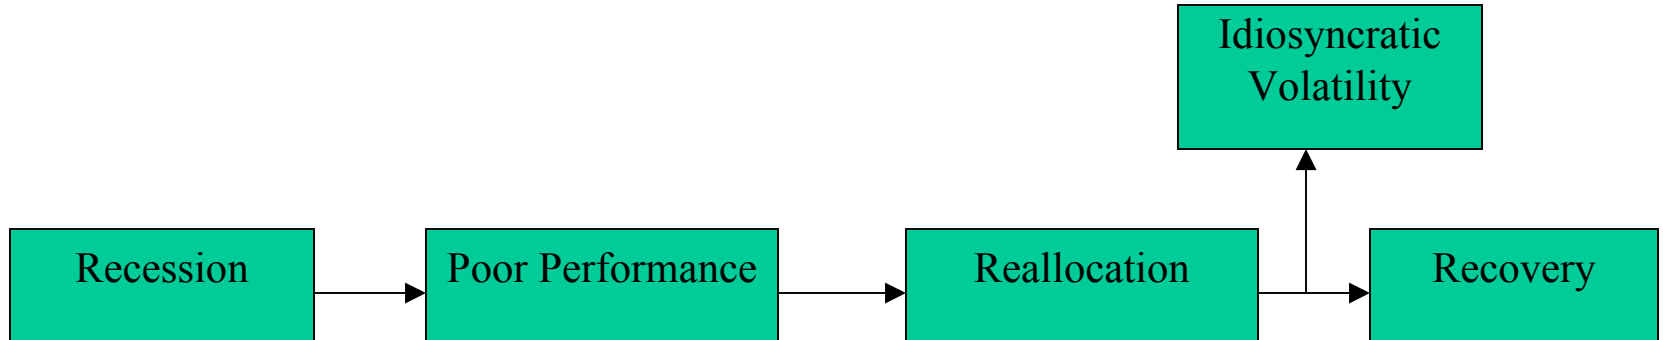 Idiosyncratic
Volatility
Recession
Poor Performance
Reallocation
Recovery